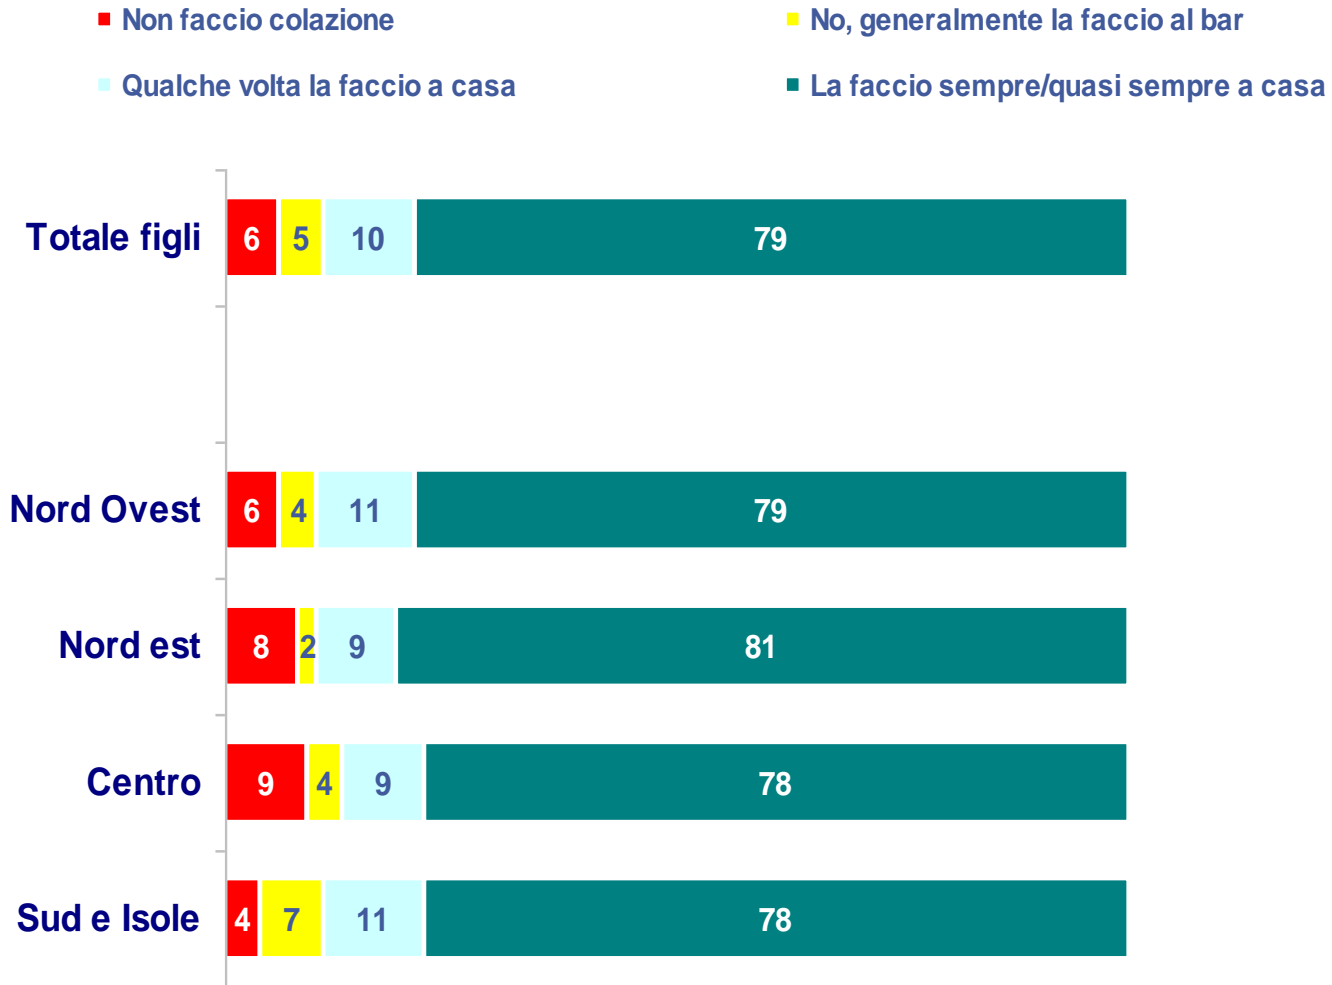 Non faccio colazione
No, generalmente la faccio al bar
Qualche volta la faccio a casa
La faccio sempre/quasi sempre a casa
Totale figli 6 5 10 79
Nord Ovest 6 4 11 79
Nord est 8 2 9 81
Centro 9 4 9 78
Sud e Isole 4 7 11 78